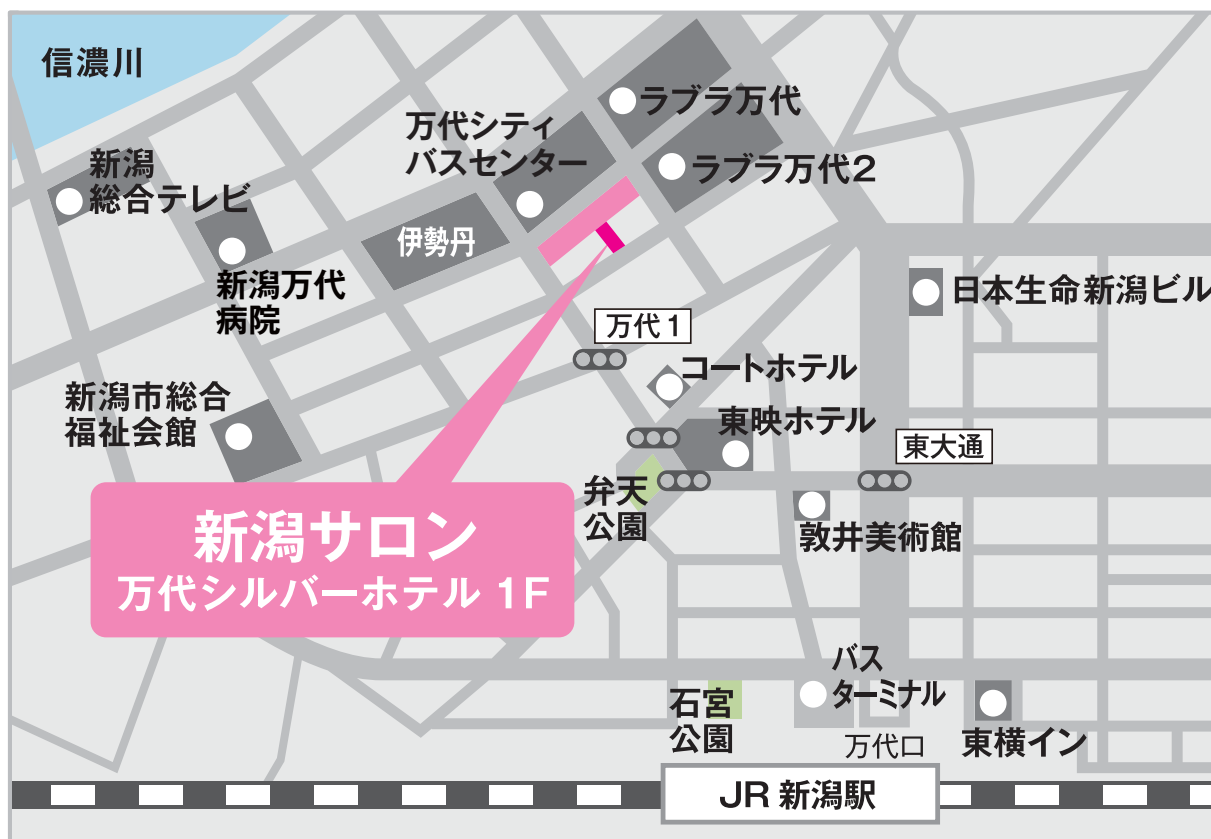 信濃川
ラブラ万代
万代シティ
バスセンター
新潟
総合テレビ
ラブラ万代2
伊勢丹
新潟万代
病院
日本生命新潟ビル
万代1
コートホテル
新潟市総合
福祉会館
東映ホテル
東大通
弁天
公園
敦井美術館
新潟サロン
万代シルバーホテル 1F
バス
ターミナル
石宮
公園
万代口
東横イン
JR 新潟駅